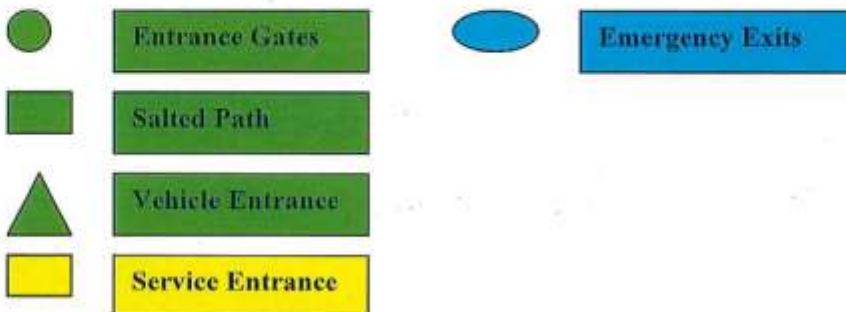 Entrance Gates
Emergency Exits
Salted Path
Vehicle Entrance
Service Entrance